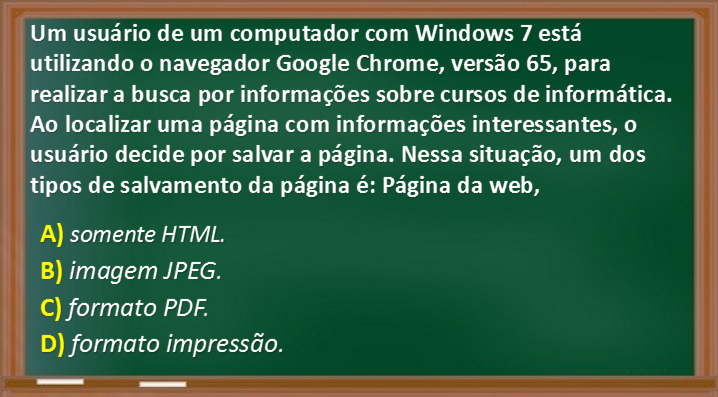 Um usuário de um computador com Windows 7 está
utilizando o navegador Google Chrome, versão 65, para
realizar a busca por informações sobre cursos de informática.
Ao localizar uma página com informações interessantes, o
usuário decide por salvar a página. Nessa situação, um dos
tipos de salvamento da página é: Página da web,
A) somente HTML.
B) imagem JPEG.
C) formato PDF.
D) formato impressão.